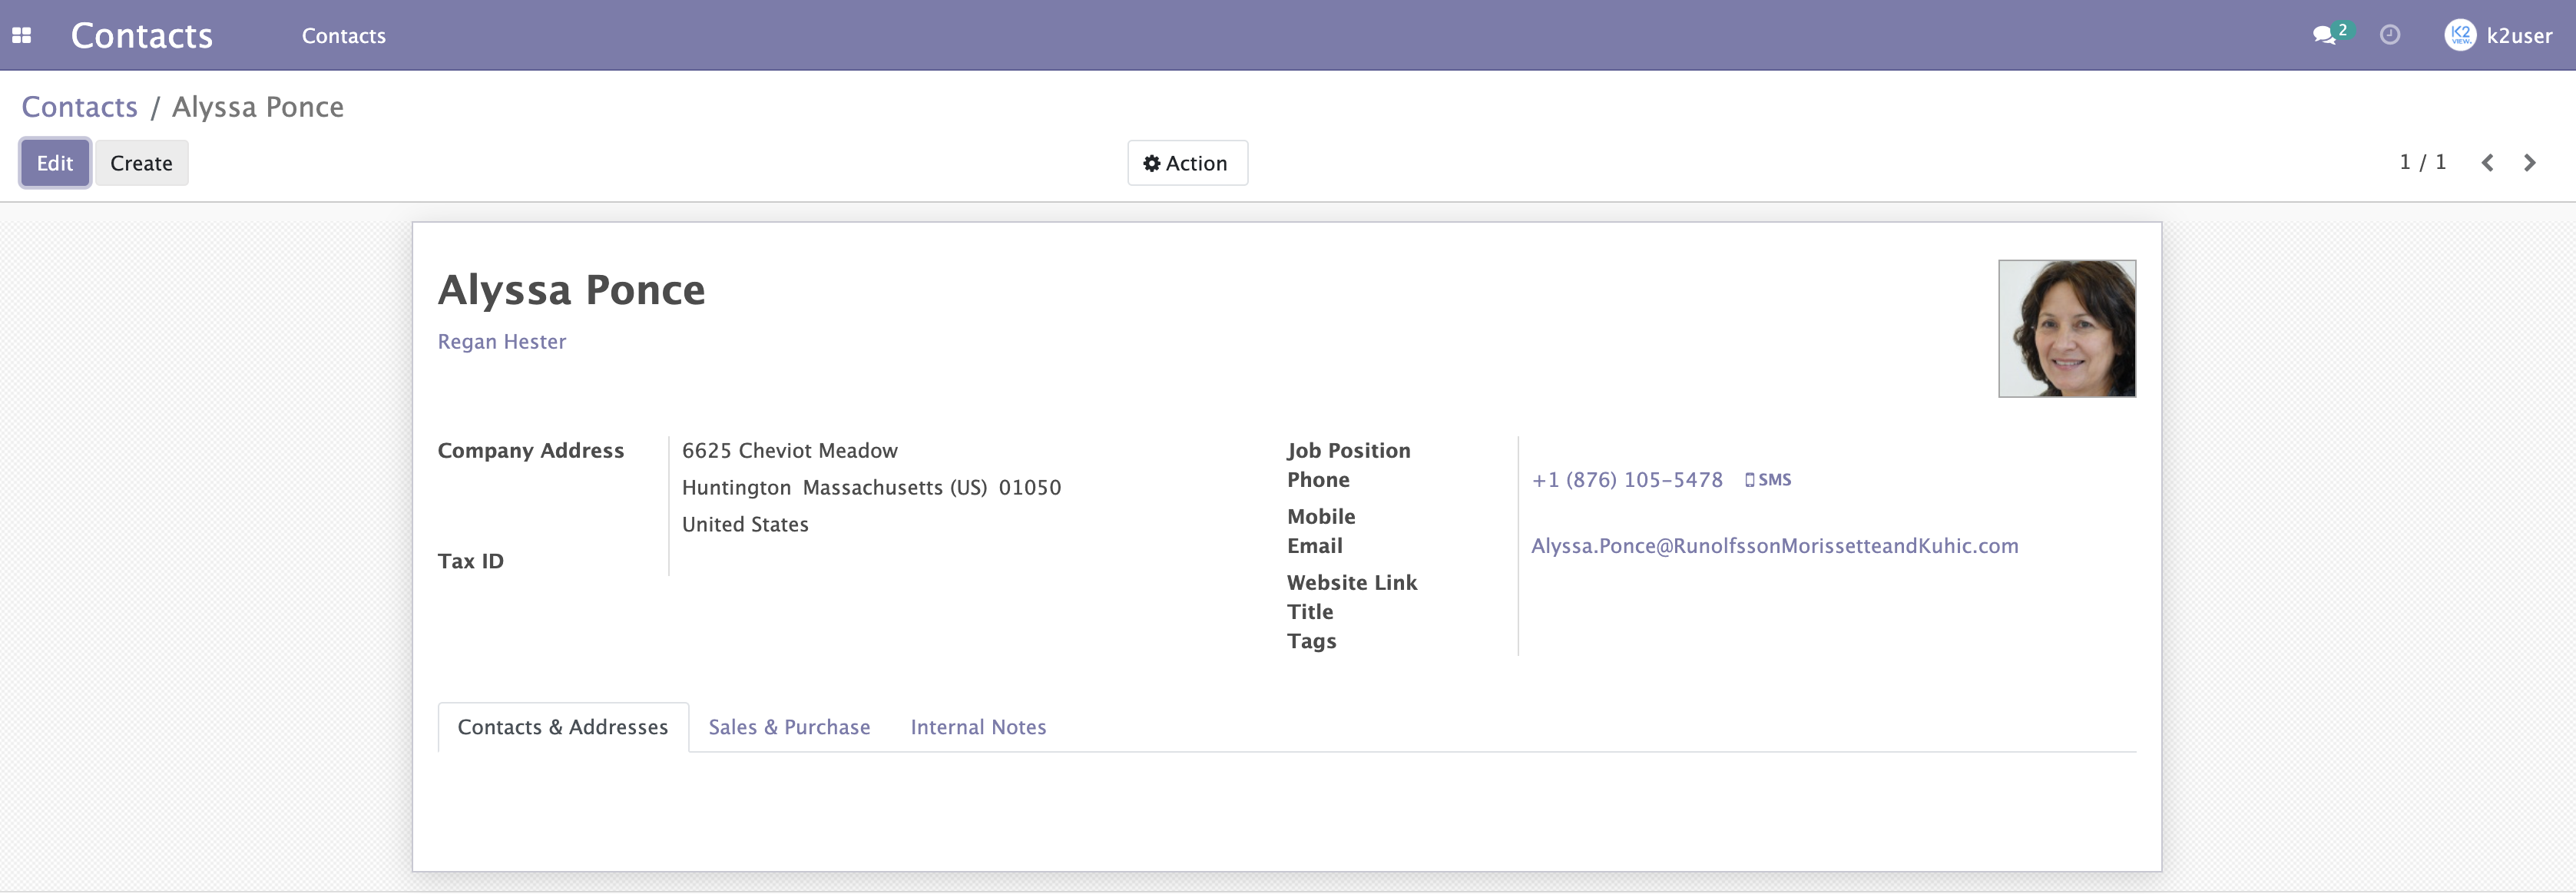 Contacts Contacts 2 K2 VIEW. k2user
Contacts / Alyssa Ponce
Edit Create Action 1 / 1
Alyssa Ponce
Regan Hester
Company Address 6625 Cheviot Meadow
Huntington Massachusetts (US) 01050
United States
Tax ID
Job Position
Phone +1 (876) 105-5478 SMS
Mobile
Email Alyssa.Ponce@RunolfssonMorissetteandKuhic.com
Website Link
Title
Tags
Contacts & Addresses Sales & Purchase Internal Notes